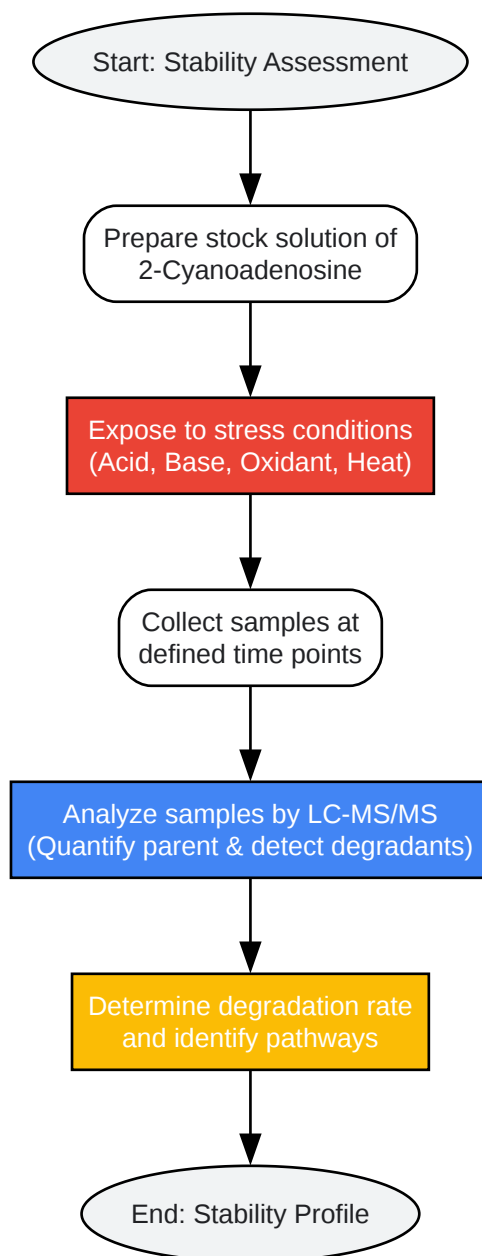 Start: Stability Assessment
Prepare stock solution of
2-Cyanoadenosine
Expose to stress conditions
(Acid, Base, Oxidant, Heat)
Collect samples at
defined time points
Analyze samples by LC-MS/MS
(Quantify parent & detect degradants)
Determine degradation rate
and identify pathways
End: Stability Profile